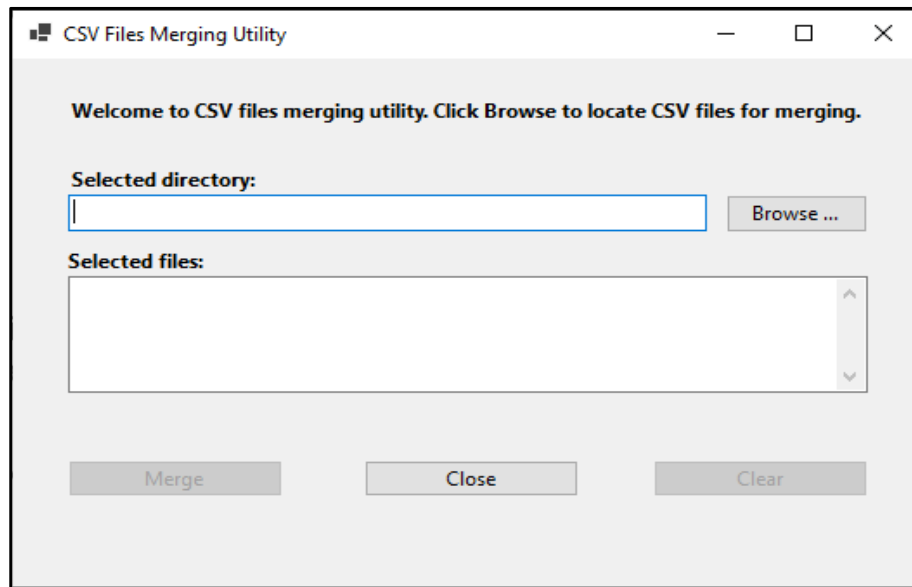 CSV Files Merging Utility
Welcome to CSV files merging utility. Click Browse to locate CSV files for merging.
Selected directory:
Browse ...
Selected files:
Merge
Close
Clear